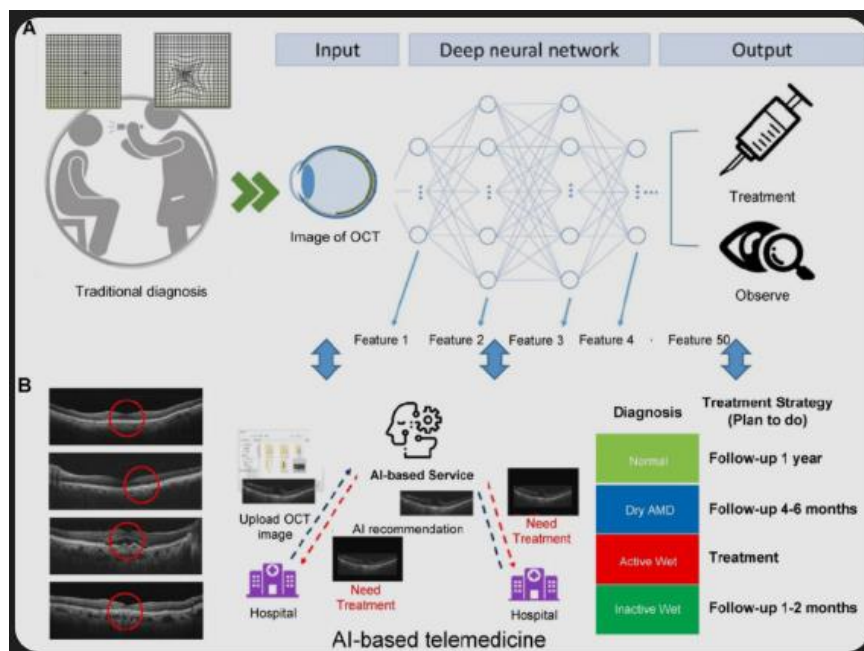 A
Input
Deep neural network
Output
Traditional diagnosis
Image of OCT
Treatment
Observe
Feature 1
Feature 2
Feature 3
Feature 4
·
Feature 50
B
Upload OCT
image
AI-based Service
AI recommendation
Need
Treatment
Need
Treatment
Hospital
Hospital
AI-based telemedicine
Diagnosis
Treatment Strategy
(Plan to do)
Normal
Follow-up 1 year
Dry AMD
Follow-up 4-6 months
Active Wet
Treatment
Inactive Wet
Follow-up 1-2 months